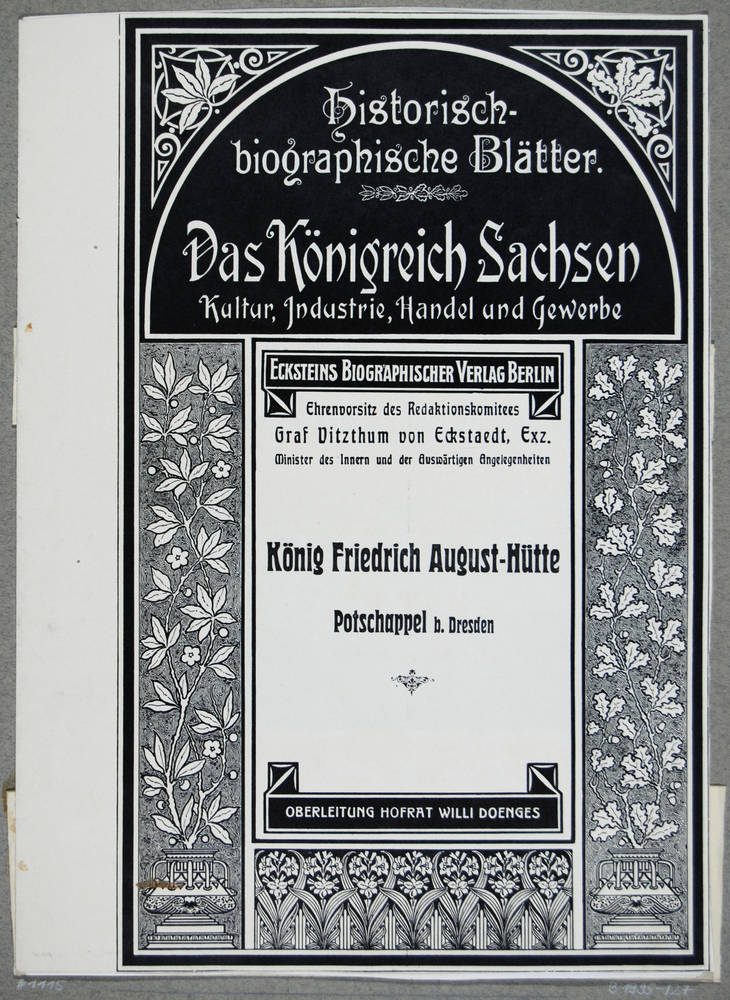 Historisch-
biographische Blätter.
Das Königreich Sachsen
Kultur, Industrie, Handel und Gewerbe
Ecksteins Biographischer Verlag Berlin
Ehrenvorsitz des Redaktionskomitees
Graf Vitzthum von Eckstaedt, Exz.
Minister des Innern und der Auswärtigen Angelegenheiten
König Friedrich August-Hütte
Potschappel b. Dresden
OBERLEITUNG HOFRAT WILLI DOENGES
#1115